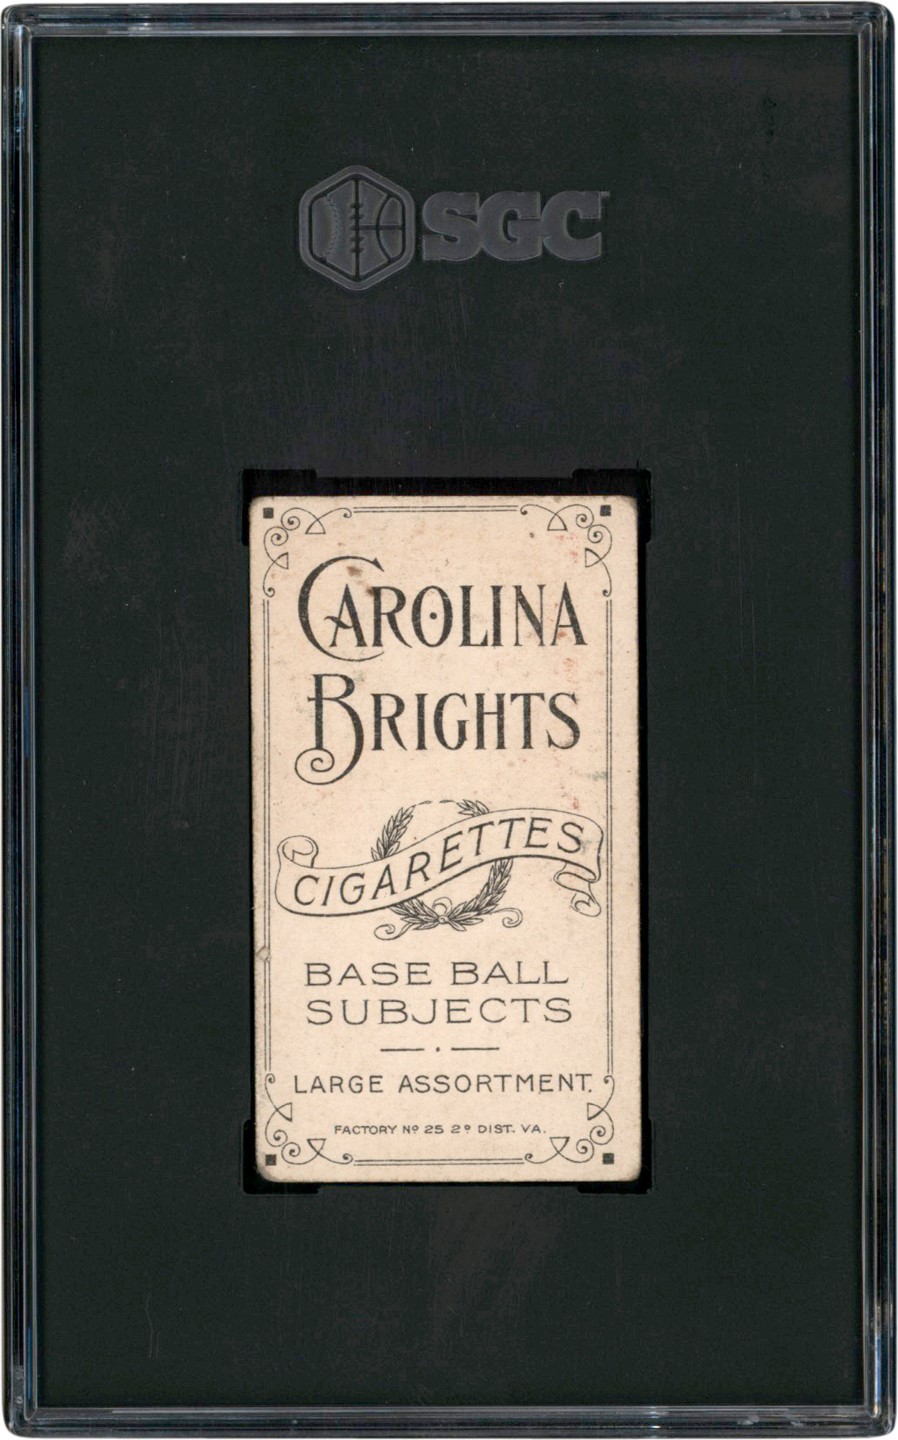 SGC
CAROLINA
BRIGHTS
CIGARETTES
BASE BALL
SUBJECTS
LARGE ASSORTMENT.
FACTORY Nº 25 2º DIST. VA.